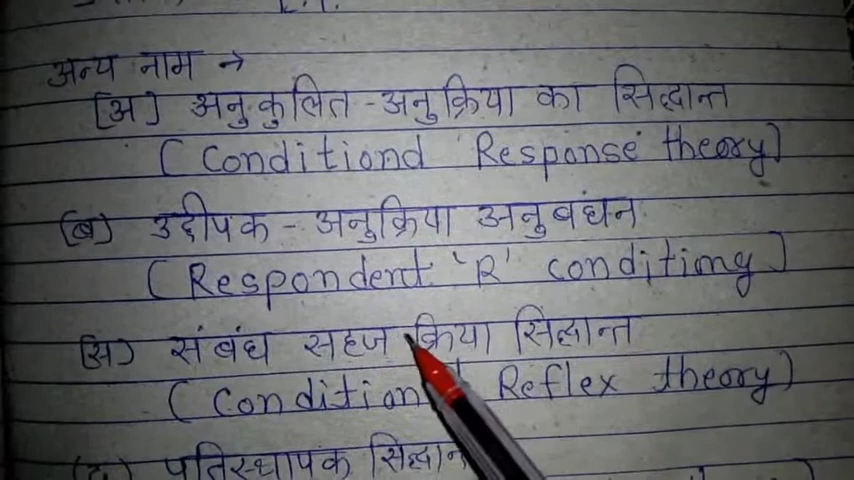 अन्य नाम →
(अ) अनुकुलित - अनुक्रिया का सिद्धान्त
(Conditiond Response theory)
(ब) उद्दीपक - अनुक्रिया अनुबंधन
(Respondent 'R' conditimg)
(स) संबंध सहज क्रिया सिद्धान्त
(Condition Reflex theory)
(द) प्रतिस्थापक